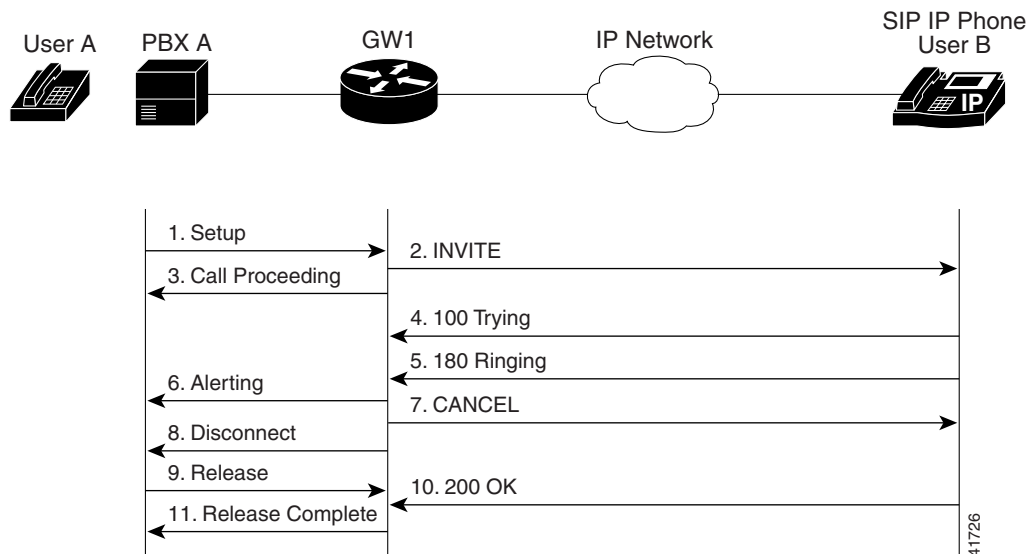 User A
PBX A
GW1
IP Network
SIP IP Phone
User B
IP
1. Setup
2. INVITE
3. Call Proceeding
4. 100 Trying
5. 180 Ringing
6. Alerting
7. CANCEL
8. Disconnect
9. Release
10. 200 OK
11. Release Complete
41726